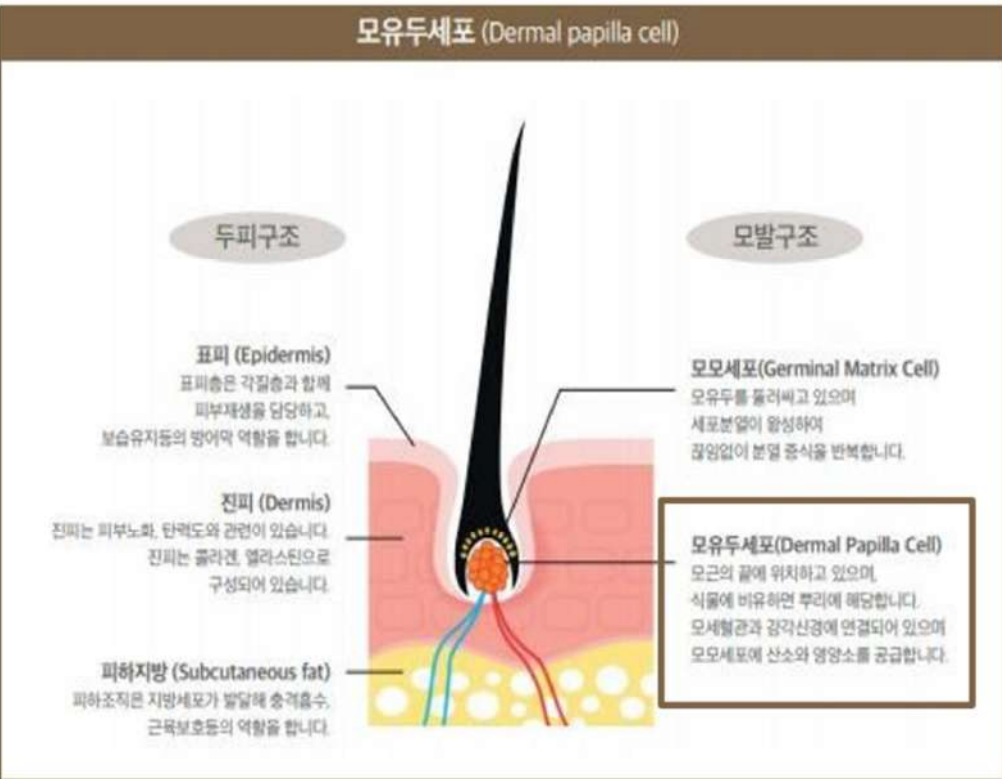 모유두세포 (Dermal papilla cell)
두피구조
표피 (Epidermis)
표피층은 각질층과 함께
피부재생을 담당하고,
보습유지등의 방어막 역할을 합니다.
진피 (Dermis)
진피는 피부노화, 탄력도와 관련이 있습니다.
진피는 콜라겐, 엘라스틴으로
구성되어 있습니다.
피하지방 (Subcutaneous fat)
피하조직은 지방세포가 발달해 충격흡수,
근육보호등의 역할을 합니다.
모발구조
모모세포(Germinal Matrix Cell)
모유두를 둘러싸고 있으며
세포분열이 왕성하여
끊임없이 분열 증식을 반복합니다.
모유두세포(Dermal Papilla Cell)
모근의 끝에 위치하고 있으며,
식물에 비유하면 뿌리에 해당합니다.
모세혈관과 감각신경에 연결되어 있으며
모모세포에 산소와 영양소를 공급합니다.